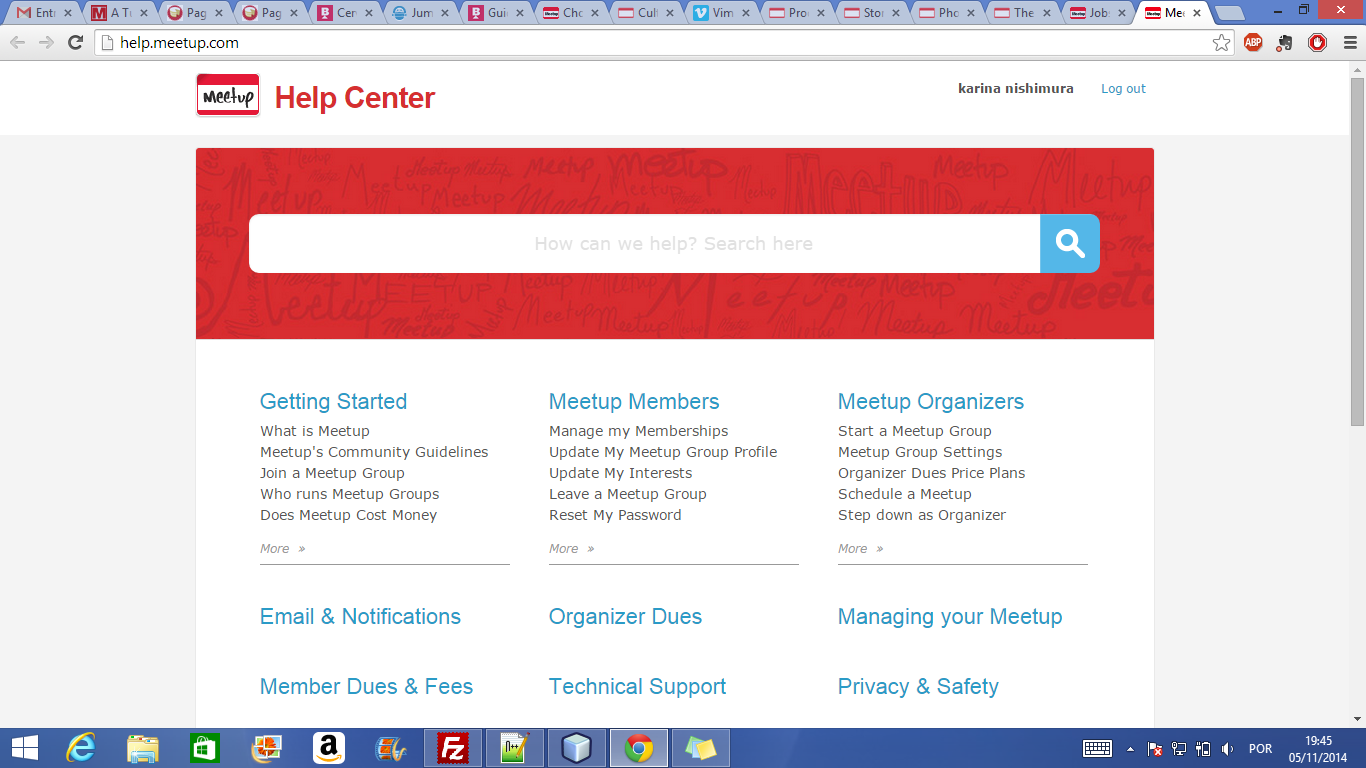 Entr
A Tu
Pag
Pag
Cen
Jum
Gui
Cho
Cult
Vim
Pro
Sto
Pho
The
Job
Me
help.meetup.com
ABP
Meetup
Help Center
karina nishimura
Log out
How can we help? Search here
Getting Started
What is Meetup
Meetup's Community Guidelines
Join a Meetup Group
Who runs Meetup Groups
Does Meetup Cost Money
More »
Meetup Members
Manage my Memberships
Update My Meetup Group Profile
Update My Interests
Leave a Meetup Group
Reset My Password
More »
Meetup Organizers
Start a Meetup Group
Meetup Group Settings
Organizer Dues Price Plans
Schedule a Meetup
Step down as Organizer
More »
Email & Notifications
Organizer Dues
Managing your Meetup
Member Dues & Fees
Technical Support
Privacy & Safety
POR
19:45
05/11/2014